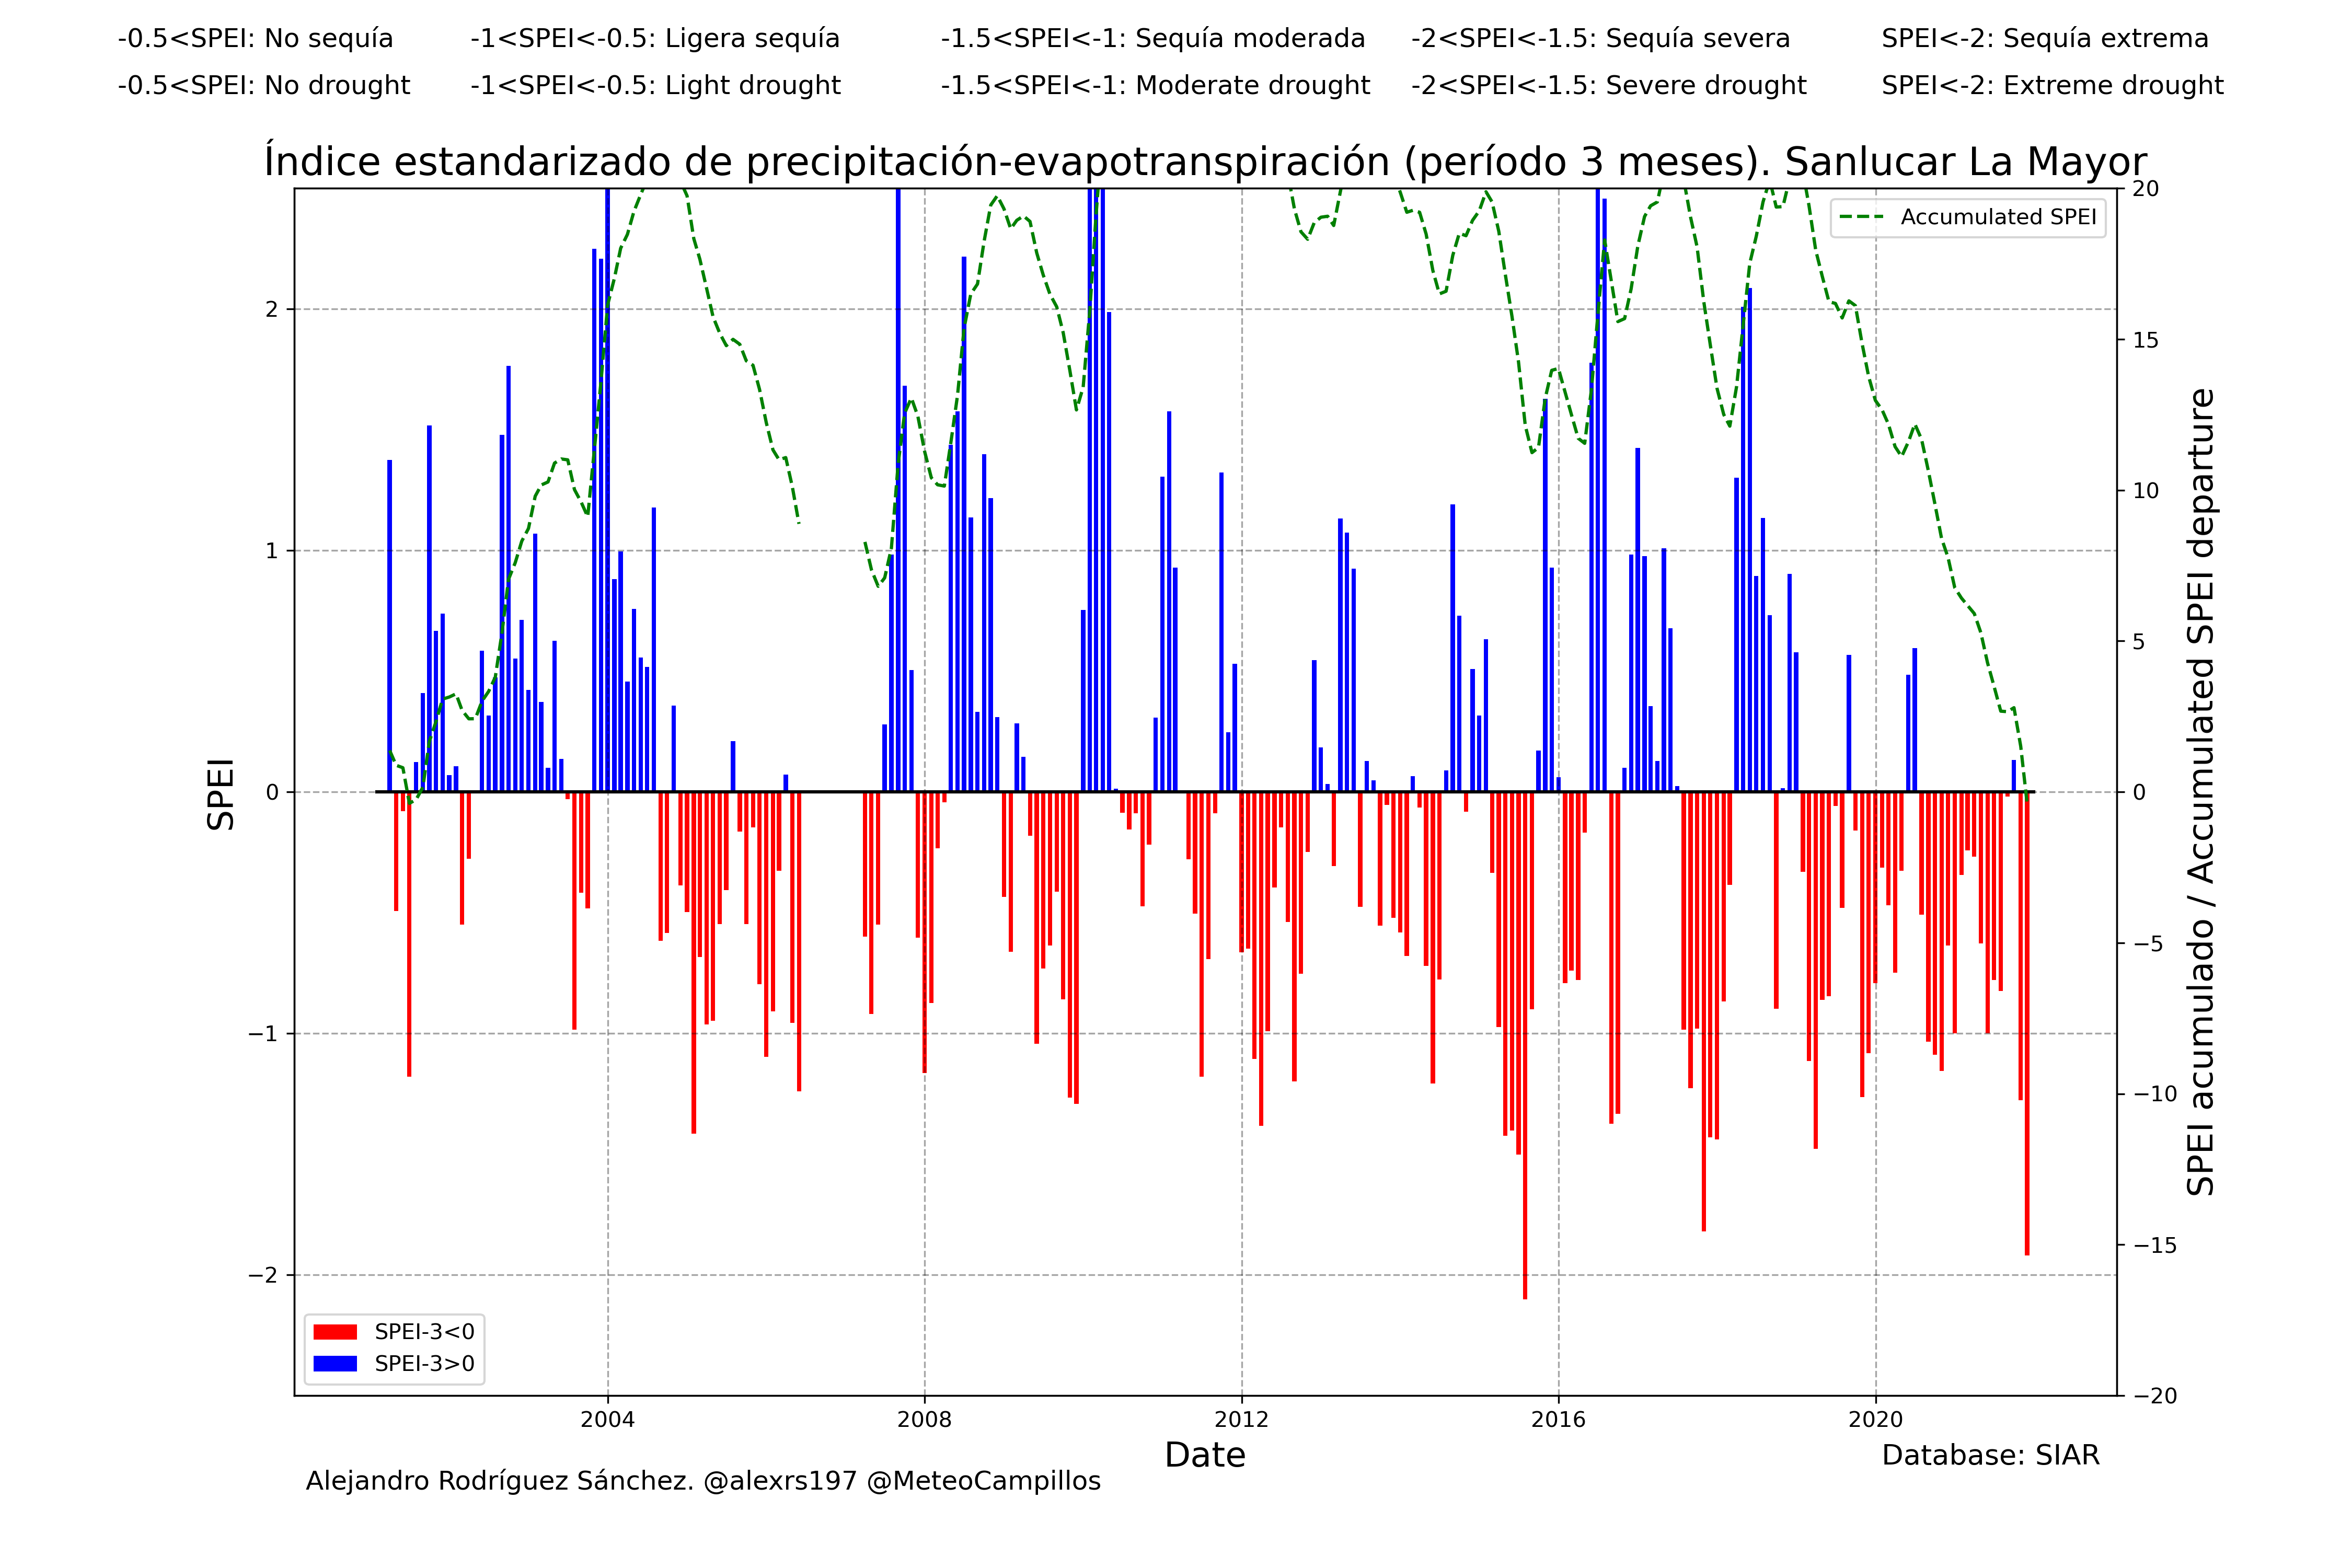 -0.5<SPEI: No sequía -1<SPEI<-0.5: Ligera sequía -1.5<SPEI<-1: Sequía moderada -2<SPEI<-1.5: Sequía severa SPEI<-2: Sequía extrema
-0.5<SPEI: No drought -1<SPEI<-0.5: Light drought -1.5<SPEI<-1: Moderate drought -2<SPEI<-1.5: Severe drought SPEI<-2: Extreme drought
Índice estandarizado de precipitación-evapotranspiración (período 3 meses). Sanlucar La Mayor
Accumulated SPEI
SPEI
2
1
0
−1
−2
20
15
10
5
0
−5
−10
−15
−20
SPEI acumulado / Accumulated SPEI departure
SPEI-3<0
SPEI-3>0
2004 2008 2012 2016 2020
Date
Database: SIAR
Alejandro Rodríguez Sánchez. @alexrs197 @MeteoCampillos